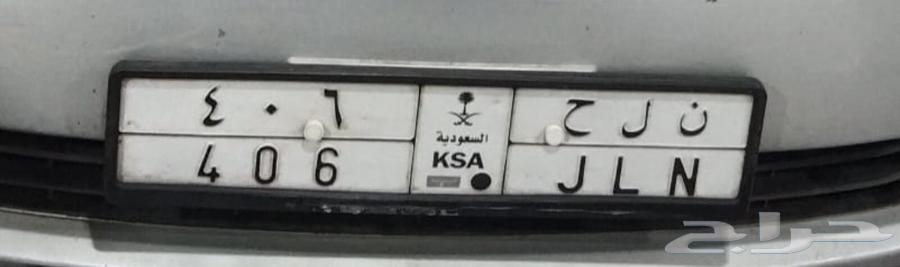 ٤ ٠ ٦
ح ل ن
406
JLN
السعودية
KSA
حراج